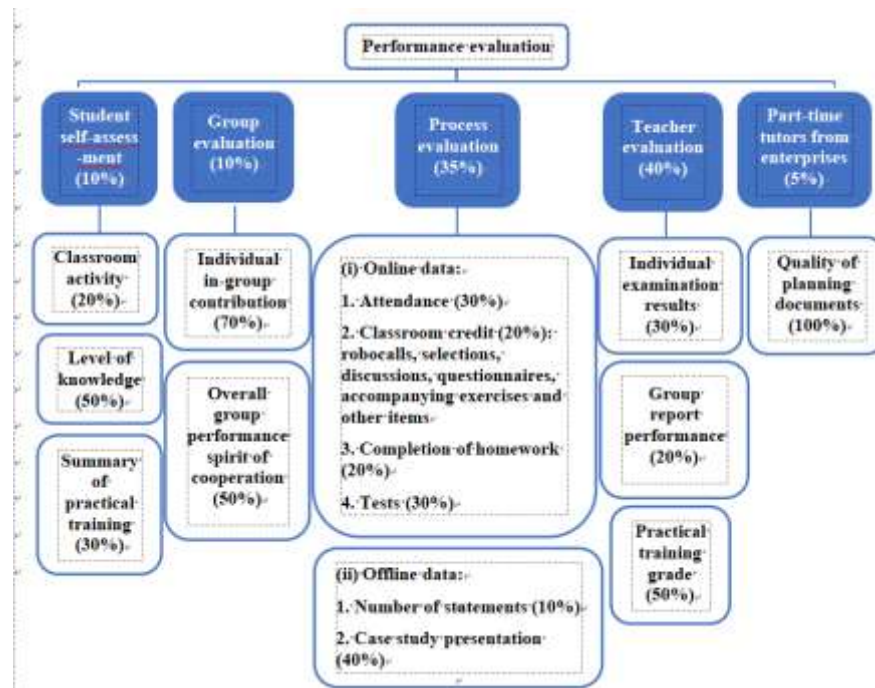 Performance evaluation
Student
self-assess
-ment
(10%)
Group
evaluation
(10%)
Process
evaluation
(35%)
Teacher
evaluation
(40%)
Part-time
tutors from
enterprises
(5%)
Classroom
activity
(20%)
Level of
knowledge
(50%)
Summary
of
practical
training
(30%)
Individual
in-group
contribution
(70%)
Overall
group
performance
spirit of
cooperation
(50%)
(i) Online data:
1. Attendance (30%)
2. Classroom credit (20%):
robocalls, selections,
discussions, questionnaires,
accompanying exercises and
other items
3. Completion of homework
(20%)
4. Tests (30%)
(ii) Offline data:
1. Number of statements (10%)
2. Case study presentation
(40%)
Individual
examination
results
(30%)
Group
report
performance
(20%)
Practical
training
grade
(50%)
Quality of
planning
documents
(100%)